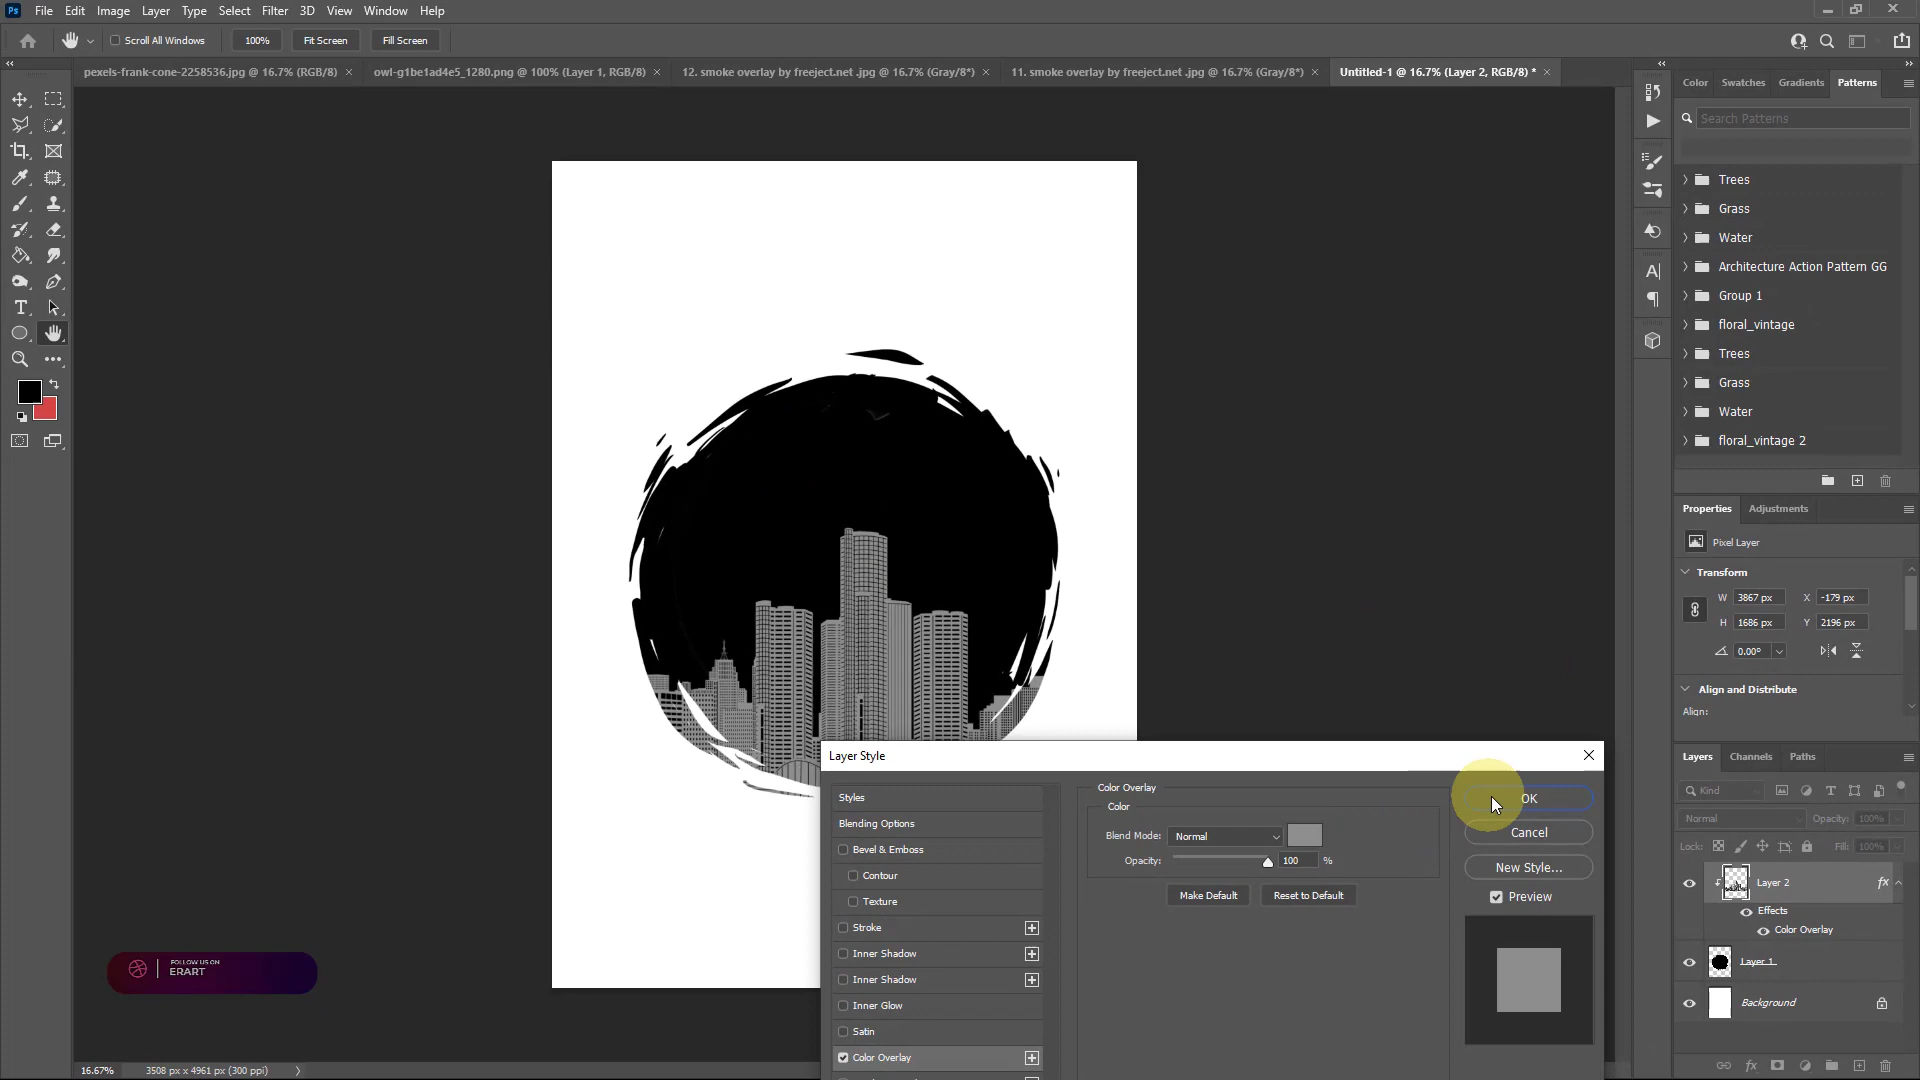 Ps File Edit Image Layer Type Select Filter 3D View Window Help
Scroll All Windows 100% Fit Screen Fill Screen
pexels-frank-cone-2258536.jpg @ 16.7% (RGB/8) × owl-g1be1ad4e5_1280.png @ 100% (Layer 1, RGB/8) × 12. smoke overlay by freeject.net .jpg @ 16.7% (Gray/8*) × 11. smoke overlay by freeject.net .jpg @ 16.7% (Gray/8*) × Untitled-1 @ 16.7% (Layer 2, RGB/8) * ×
Color Swatches Gradients Patterns
Search Patterns
Trees
Grass
Water
Architecture Action Pattern GG
Group 1
floral_vintage
Trees
Grass
Water
floral_vintage 2
Properties Adjustments
Pixel Layer
Transform
W 3867 px X -179 px
H 1686 px Y 2196 px
0.00°
Align and Distribute
Align:
Layers Channels Paths
Kind
Normal Opacity: 100%
Lock: Fill: 100%
Layer 2 fx
Effects
Color Overlay
Layer 1
Background
Layer Style
Styles
Blending Options
Bevel & Emboss
Contour
Texture
Stroke
Inner Shadow
Inner Shadow
Inner Glow
Satin
Color Overlay
Color Overlay
Color
Blend Mode: Normal
Opacity: 100 %
Make Default Reset to Default
OK
Cancel
New Style...
Preview
FOLLOW US ON
ERART
16.67% 3508 px x 4961 px (300 ppi)